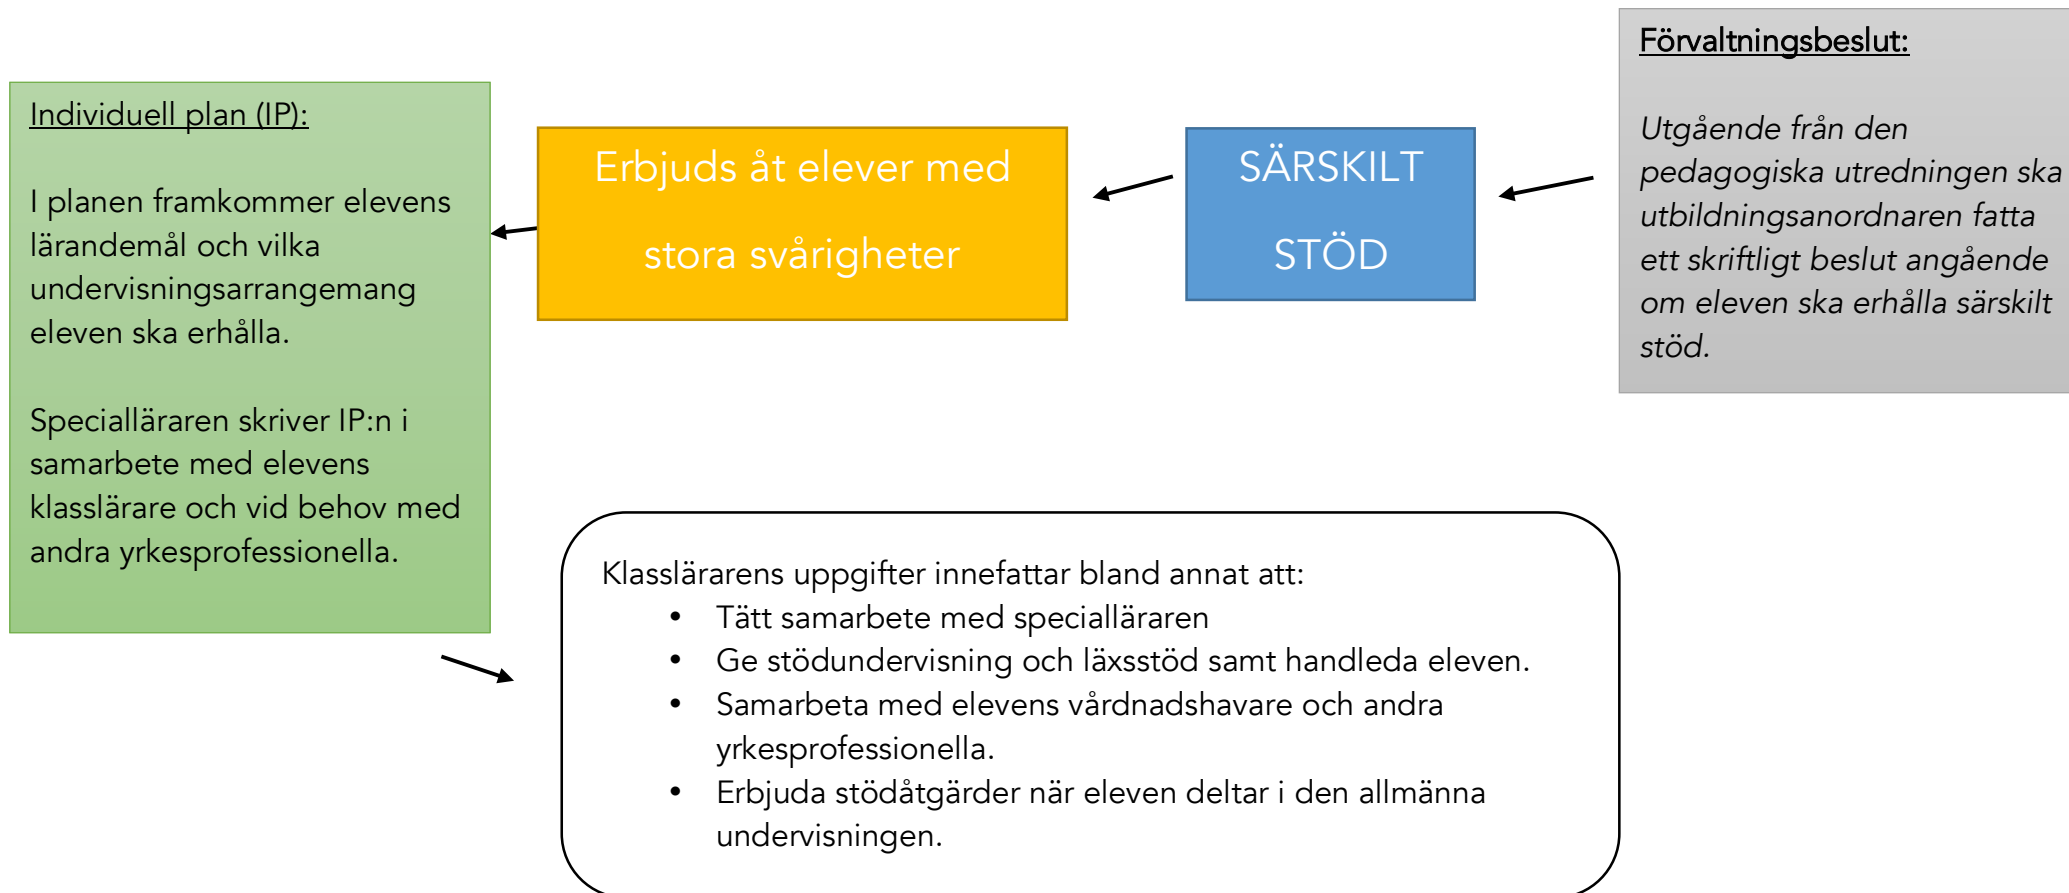 Individuell plan (IP):
I planen framkommer elevens
lärandemål och vilka
undervisningsarrangemang
eleven ska erhålla.
Specialläraren skriver IP:n i
samarbete med elevens
klasslärare och vid behov med
andra yrkesprofessionella.
Erbjuds åt elever med
stora svårigheter
SÄRSKILT
STÖD
Förvaltningsbeslut:
Utgående från den
pedagogiska utredningen ska
utbildningsanordnaren fatta
ett skriftligt beslut angående
om eleven ska erhålla särskilt
stöd.
Klasslärarens uppgifter innefattar bland annat att:
• Tätt samarbete med specialläraren
• Ge stödundervisning och läxsstöd samt handleda eleven.
• Samarbeta med elevens vårdnadshavare och andra
yrkesprofessionella.
• Erbjuda stödåtgärder när eleven deltar i den allmänna
undervisningen.